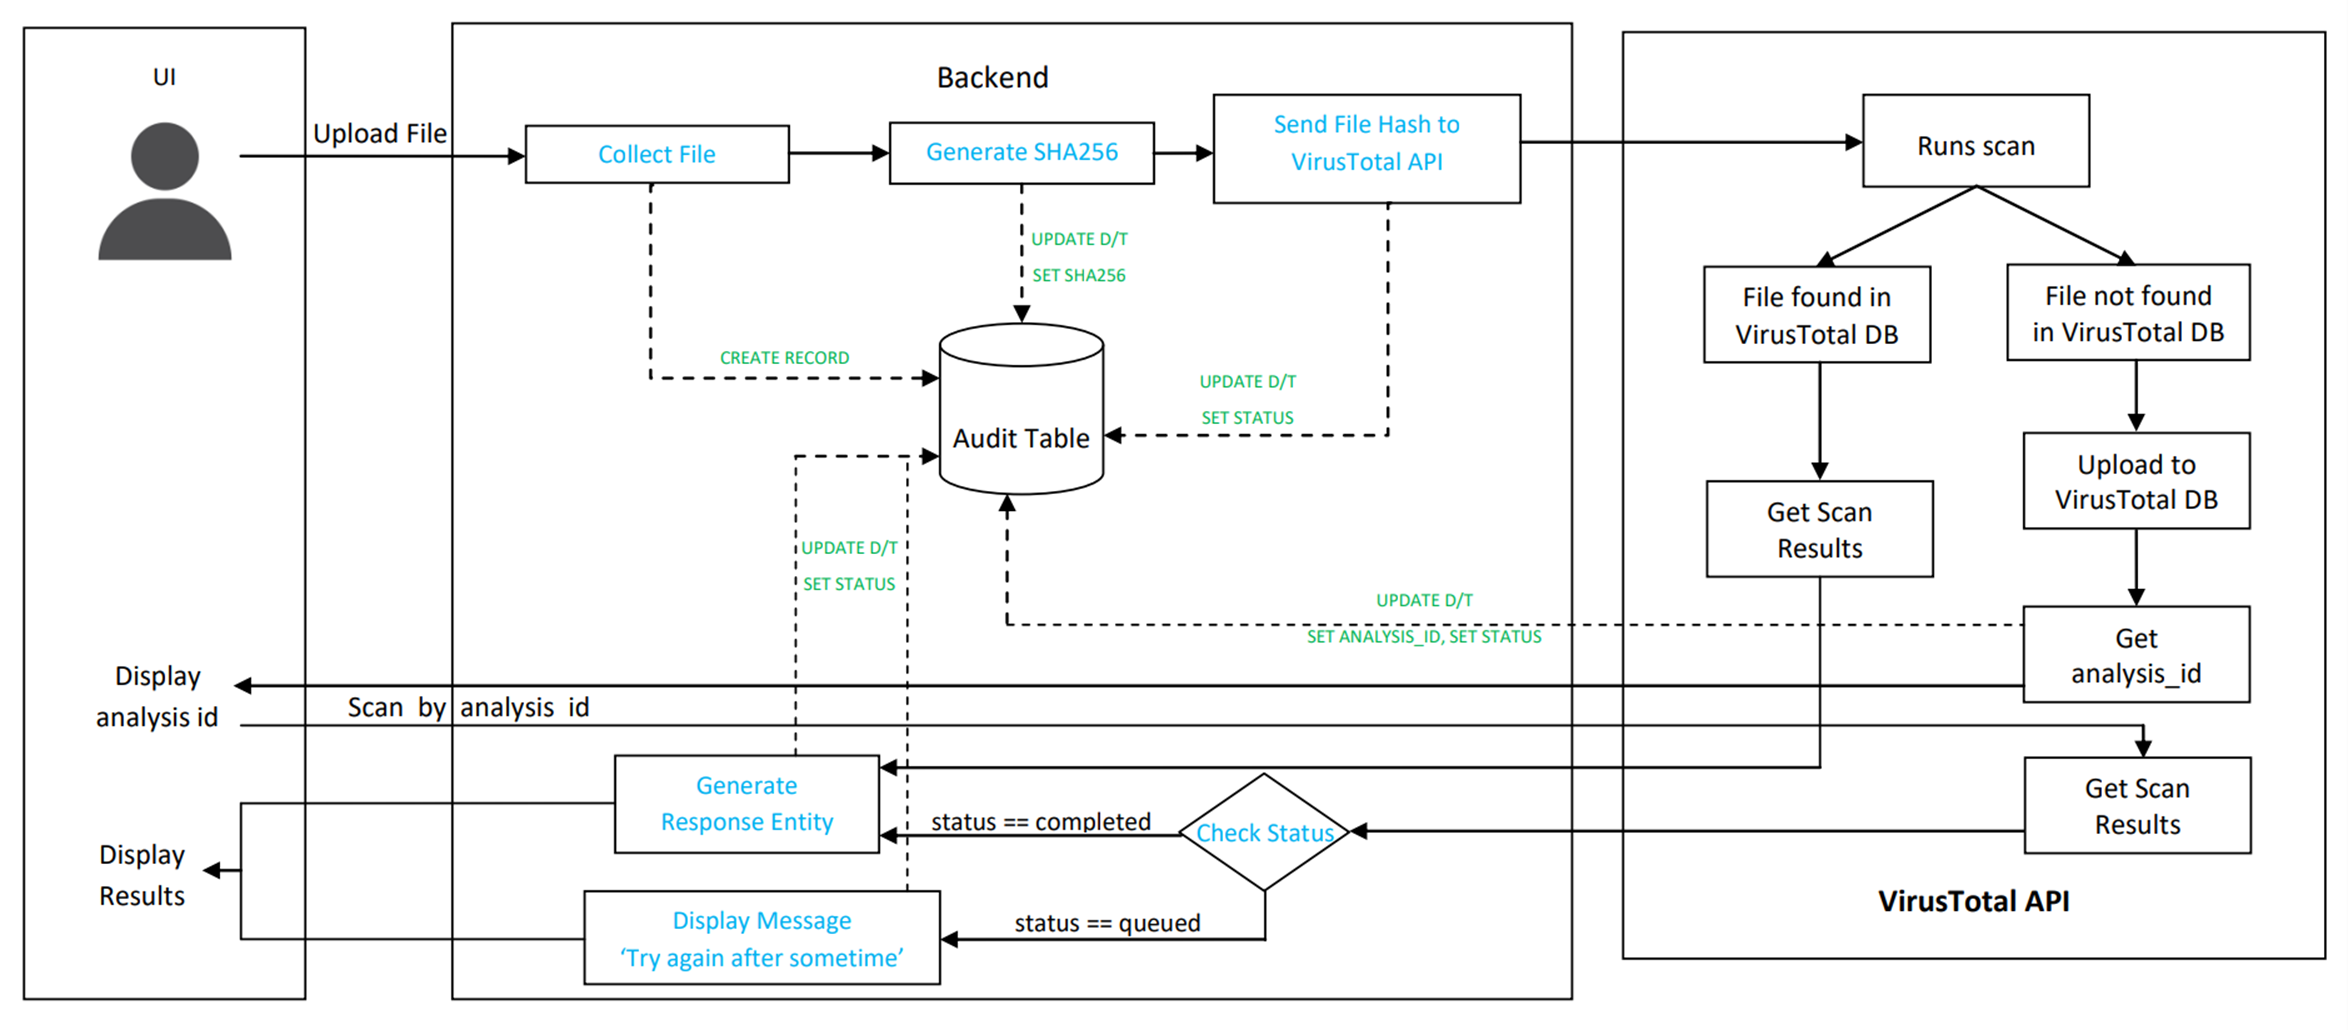 UI
Backend
Upload File
Collect File
Generate SHA256
Send File Hash to
VirusTotal API
Runs scan
UPDATE D/T
SET SHA256
File found in
VirusTotal DB
File not found
in VirusTotal DB
CREATE RECORD
UPDATE D/T
SET STATUS
Audit Table
Upload to
VirusTotal DB
Get Scan
Results
UPDATE D/T
SET STATUS
UPDATE D/T
SET ANALYSIS_ID, SET STATUS
Get
analysis_id
Display
analysis id
Scan by analysis id
Generate
Response Entity
status == completed
Check Status
Get Scan
Results
Display
Results
VirusTotal API
Display Message
‘Try again after sometime’
status == queued